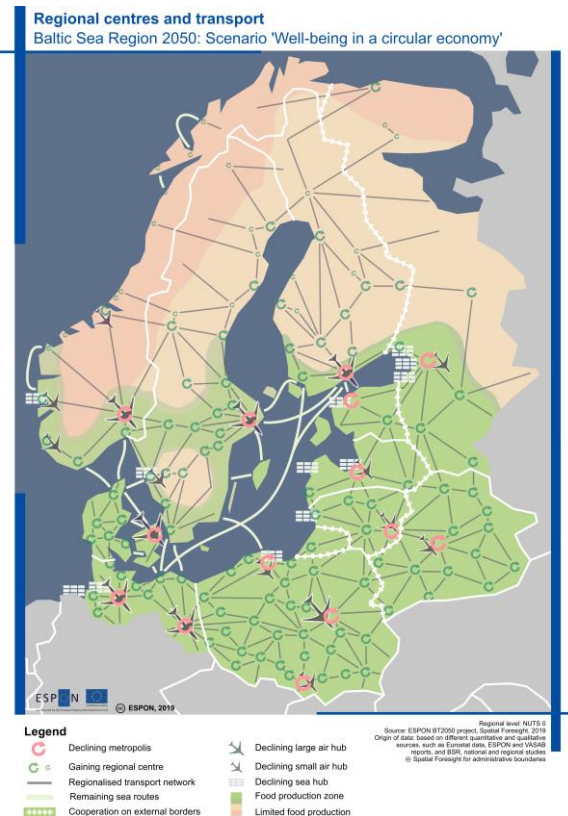 Regional centres and transport
Baltic Sea Region 2050: Scenario 'Well-being in a circular economy'
ESPON
© ESPON, 2019
Regional level: NUTS 0
Source: ESPON BT2050 project, Spatial Foresight, 2019
Origin of data: based on different quantitative and qualitative
sources, such as Eurostat data, ESPON and VASAB
reports, and BSR, national and regional studies
© Spatial Foresight for administrative boundaries
Legend
Declining metropolis
Gaining regional centre
Regionalised transport network
Remaining sea routes
Cooperation on external borders
Declining large air hub
Declining small air hub
Declining sea hub
Food production zone
Limited food production